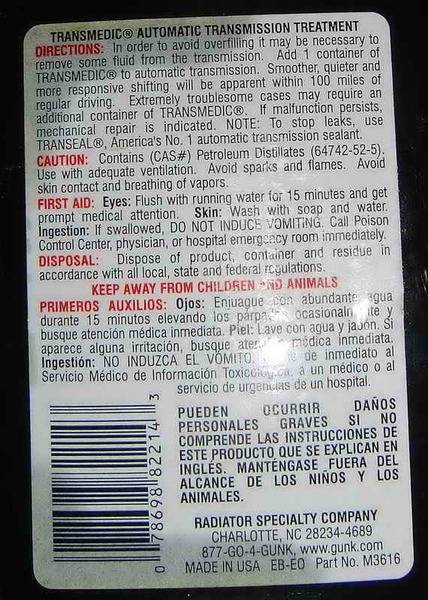 TRANSMEDIC® AUTOMATIC TRANSMISSION TREATMENT
DIRECTIONS: In order to avoid overfilling it may be necessary to
remove some fluid from the transmission. Add 1 container of
TRANSMEDIC® to automatic transmission. Smoother, quieter and
more responsive shifting will be apparent within 100 miles of
regular driving. Extremely troublesome cases may require an
additional container of TRANSMEDIC®. If malfunction persists,
mechanical repair is indicated. NOTE: To stop leaks, use
TRANSEAL®, America's No. 1 automatic transmission sealant.
CAUTION: Contains (CAS#) Petroleum Distillates (64742-52-5).
Use with adequate ventilation. Avoid sparks and flames. Avoid
skin contact and breathing of vapors.
FIRST AID: Eyes: Flush with running water for 15 minutes and get
prompt medical attention. Skin: Wash with soap and water.
Ingestion: If swallowed, DO NOT INDUCE VOMITING. Call Poison
Control Center, physician, or hospital emergency room immediately.
DISPOSAL: Dispose of product, container and residue in
accordance with all local, state and federal regulations.
KEEP AWAY FROM CHILDREN AND ANIMALS
PRIMEROS AUXILIOS: Ojos: Enjuague con abundante agua
durante 15 minutos elevando los ocasionalmente y
busque atención médica inmediata. Piel: Lave con agua y jabón. Si
aparece alguna irritación, busque médica inmediata.
Ingestión: NO INDUZCA EL VOMITO. de inmediato al
Servicio Médico de Información a un médico o al
servicio de urgencias de un hospital.
PUEDEN OCURRIR DAÑOS
PERSONALES GRAVES SI NO
COMPRENDE LAS INSTRUCCIONES DE
ESTE PRODUCTO QUE SE EXPLICAN EN
INGLÉS. MANTÉNGASE FUERA DEL
ALCANCE DE LOS NIÑOS Y LOS
ANIMALES.
0 78698 82214 3
RADIATOR SPECIALTY COMPANY
CHARLOTTE, NC 28234-4689
877-GO-4-GUNK, www.gunk.com
MADE IN USA EB-EO Part No. M3616